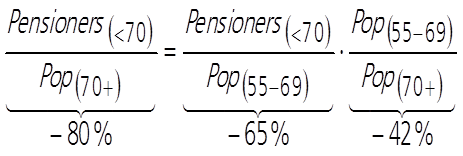 Pensioners (<70) / Pop (70+) = Pensioners (<70) / Pop (55–69) · Pop (55–69) / Pop (70+)
–80% –65% –42%